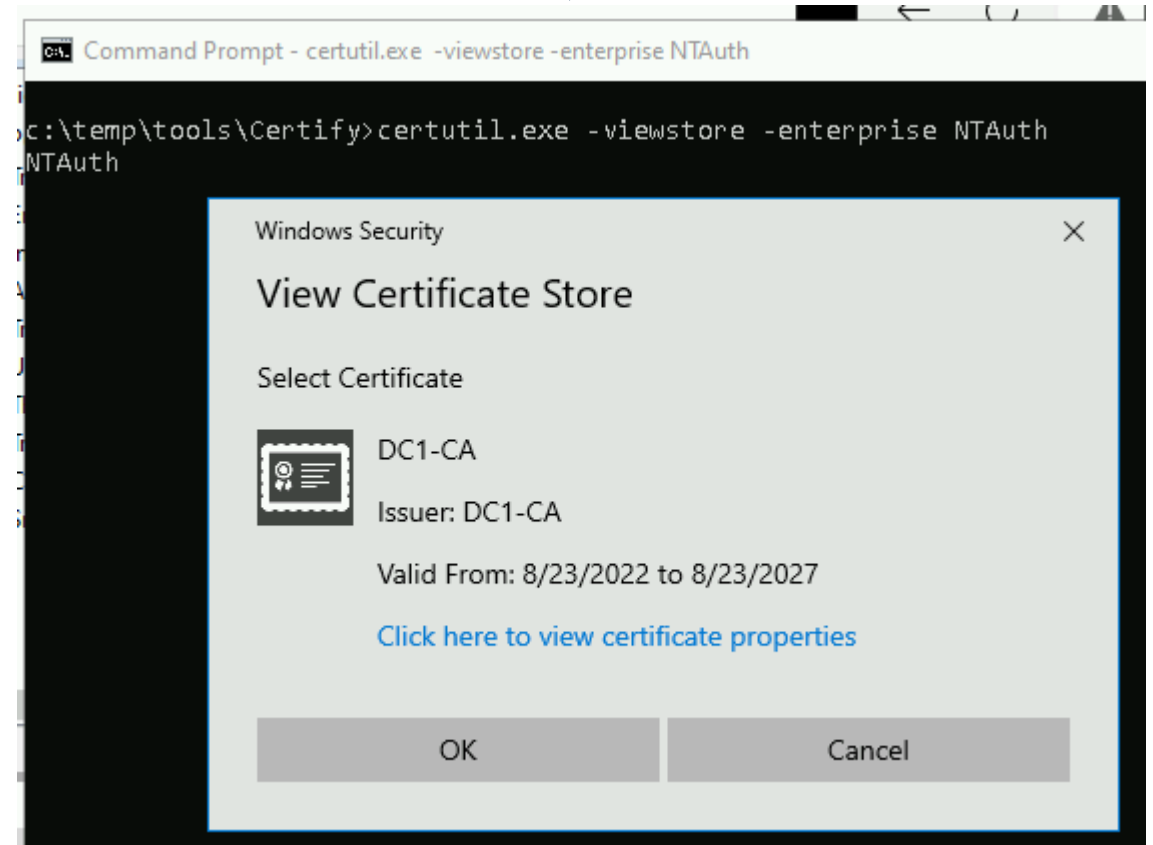 Command Prompt - certutil.exe -viewstore -enterprise NTAuth
c:\temp\tools\Certify>certutil.exe -viewstore -enterprise NTAuth
NTAuth
Windows Security
View Certificate Store
Select Certificate
DC1-CA
Issuer: DC1-CA
Valid From: 8/23/2022 to 8/23/2027
Click here to view certificate properties
OK
Cancel